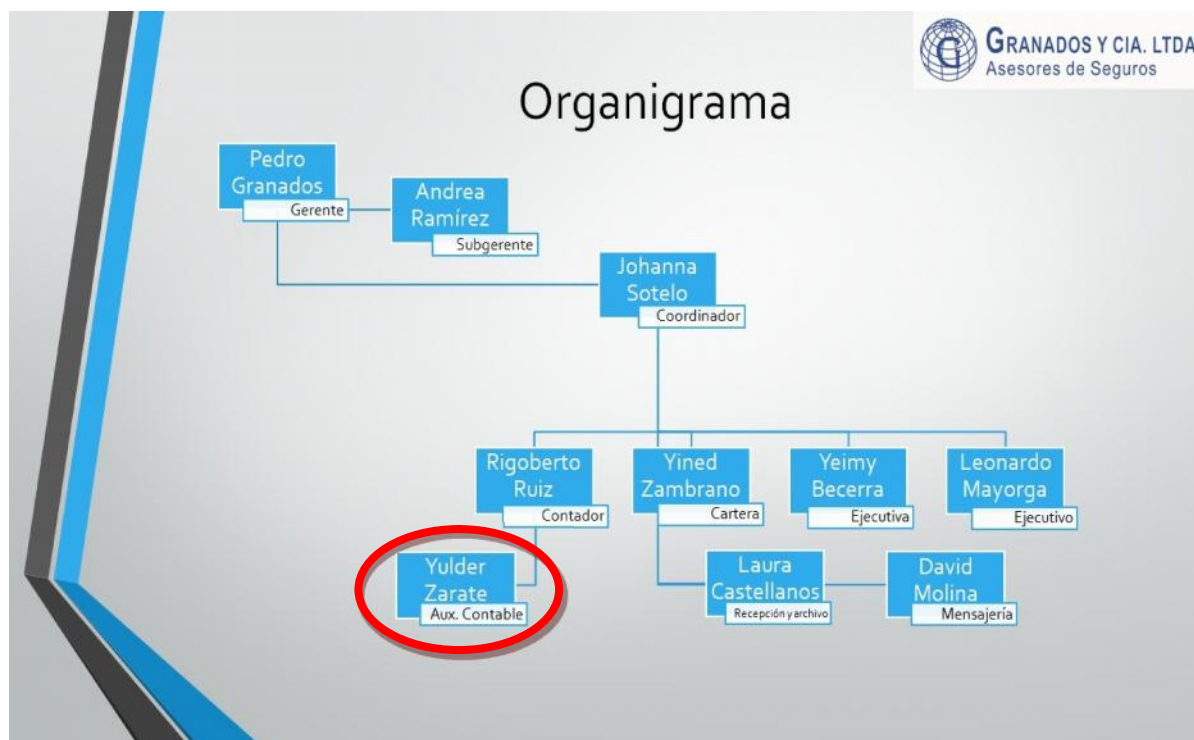 GRANADOS Y CIA. LTDA
Asesores de Seguros
Organigrama
Pedro
Granados
Gerente
Andrea
Ramírez
Subgerente
Johanna
Sotelo
Coordinador
Rigoberto
Ruiz
Contador
Yined
Zambrano
Cartera
Yeimy
Becerra
Ejecutiva
Leonardo
Mayorga
Ejecutivo
Yulder
Zarate
Aux. Contable
Laura
Castellanos
Recepción y archivo
David
Molina
Mensajería